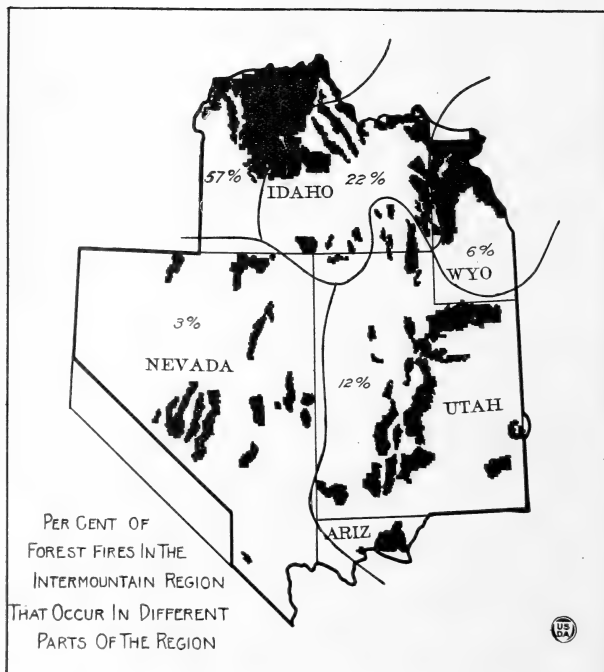 57%
22%
IDAHO
6%
WYO
3%
NEVADA
12%
UTAH
ARIZ
PER CENT OF
FOREST FIRES IN THE
INTERMOUNTAIN REGION
THAT OCCUR IN DIFFERENT
PARTS OF THE REGION
US
DA